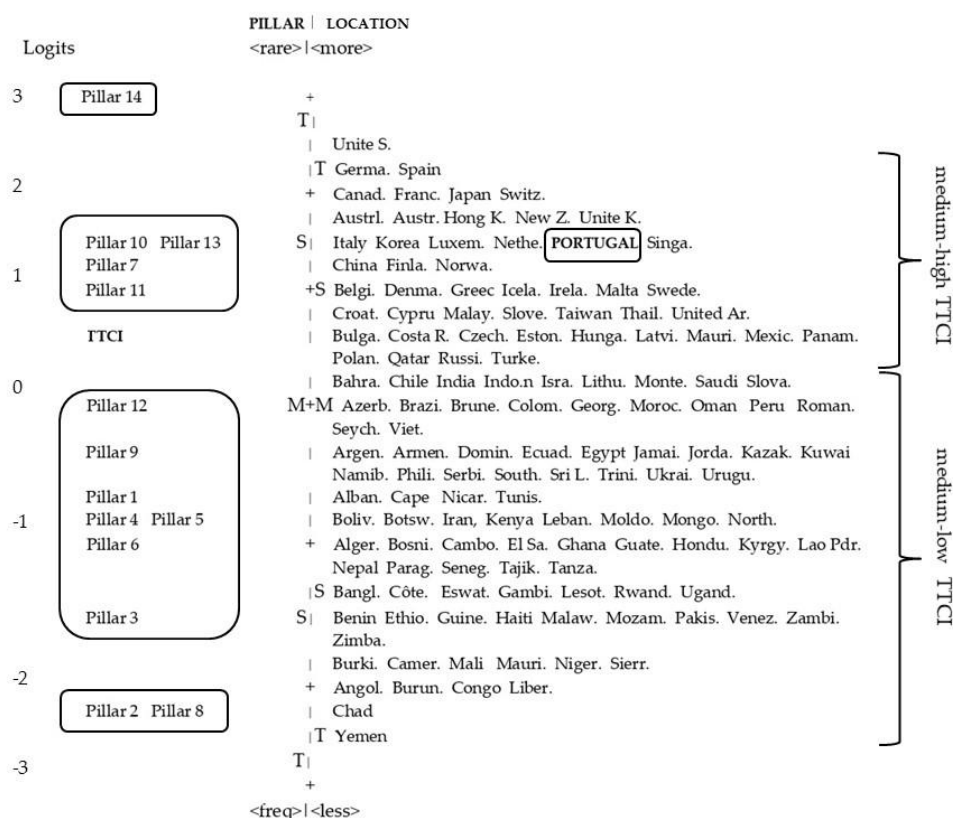 PILLAR | LOCATION
Logits <rare>|<more>
3 Pillar 14 +
T|
| Unite S.
|T Germa. Spain
2 + Canad. Franc. Japan Switz.
| Austrl. Austr. Hong K. New Z. Unite K.
Pillar 10 Pillar 13 S| Italy Korea Luxem. Nethe. PORTUGAL Singa.
Pillar 7 | China Finla. Norwa.
1 Pillar 11 +S Belgi. Denma. Greec Icela. Irela. Malta Swede.
| Croat. Cypru Malay. Slove. Taiwan Thail. United Ar.
TTCI | Bulga. Costa R. Czech. Eston. Hunga. Latvi. Mauri. Mexic. Panam.
Polan. Qatar Russi. Turke.
0 | Bahra. Chile India Indo.n Isra. Lithu. Monte. Saudi Slova.
Pillar 12 M+M Azerb. Brazi. Brune. Colom. Georg. Moroc. Oman Peru Roman.
Seych. Viet.
Pillar 9 | Argen. Armen. Domin. Ecuad. Egypt Jamai. Jorda. Kazak. Kuwai
Namib. Phili. Serbi. South. Sri L. Trini. Ukrai. Urugu.
Pillar 1 | Alban. Cape Nicar. Tunis.
-1 Pillar 4 Pillar 5 | Boliv. Botsw. Iran, Kenya Leban. Moldo. Mongo. North.
Pillar 6 + Alger. Bosni. Cambo. El Sa. Ghana Guate. Hondu. Kyrgy. Lao Pdr.
Nepal Parag. Seneg. Tajik. Tanza.
|S Bangl. Côte. Eswat. Gambi. Lesot. Rwand. Ugand.
Pillar 3 S| Benin Ethio. Guine. Haiti Malaw. Mozam. Pakis. Venez. Zambi.
Zimba.
| Burki. Camer. Mali Mauri. Niger. Sierr.
-2 + Angol. Burun. Congo Liber.
Pillar 2 Pillar 8 | Chad
|T Yemen
-3 T|
+
<freq>|<less>
medium-high TTCI
medium-low TTCI